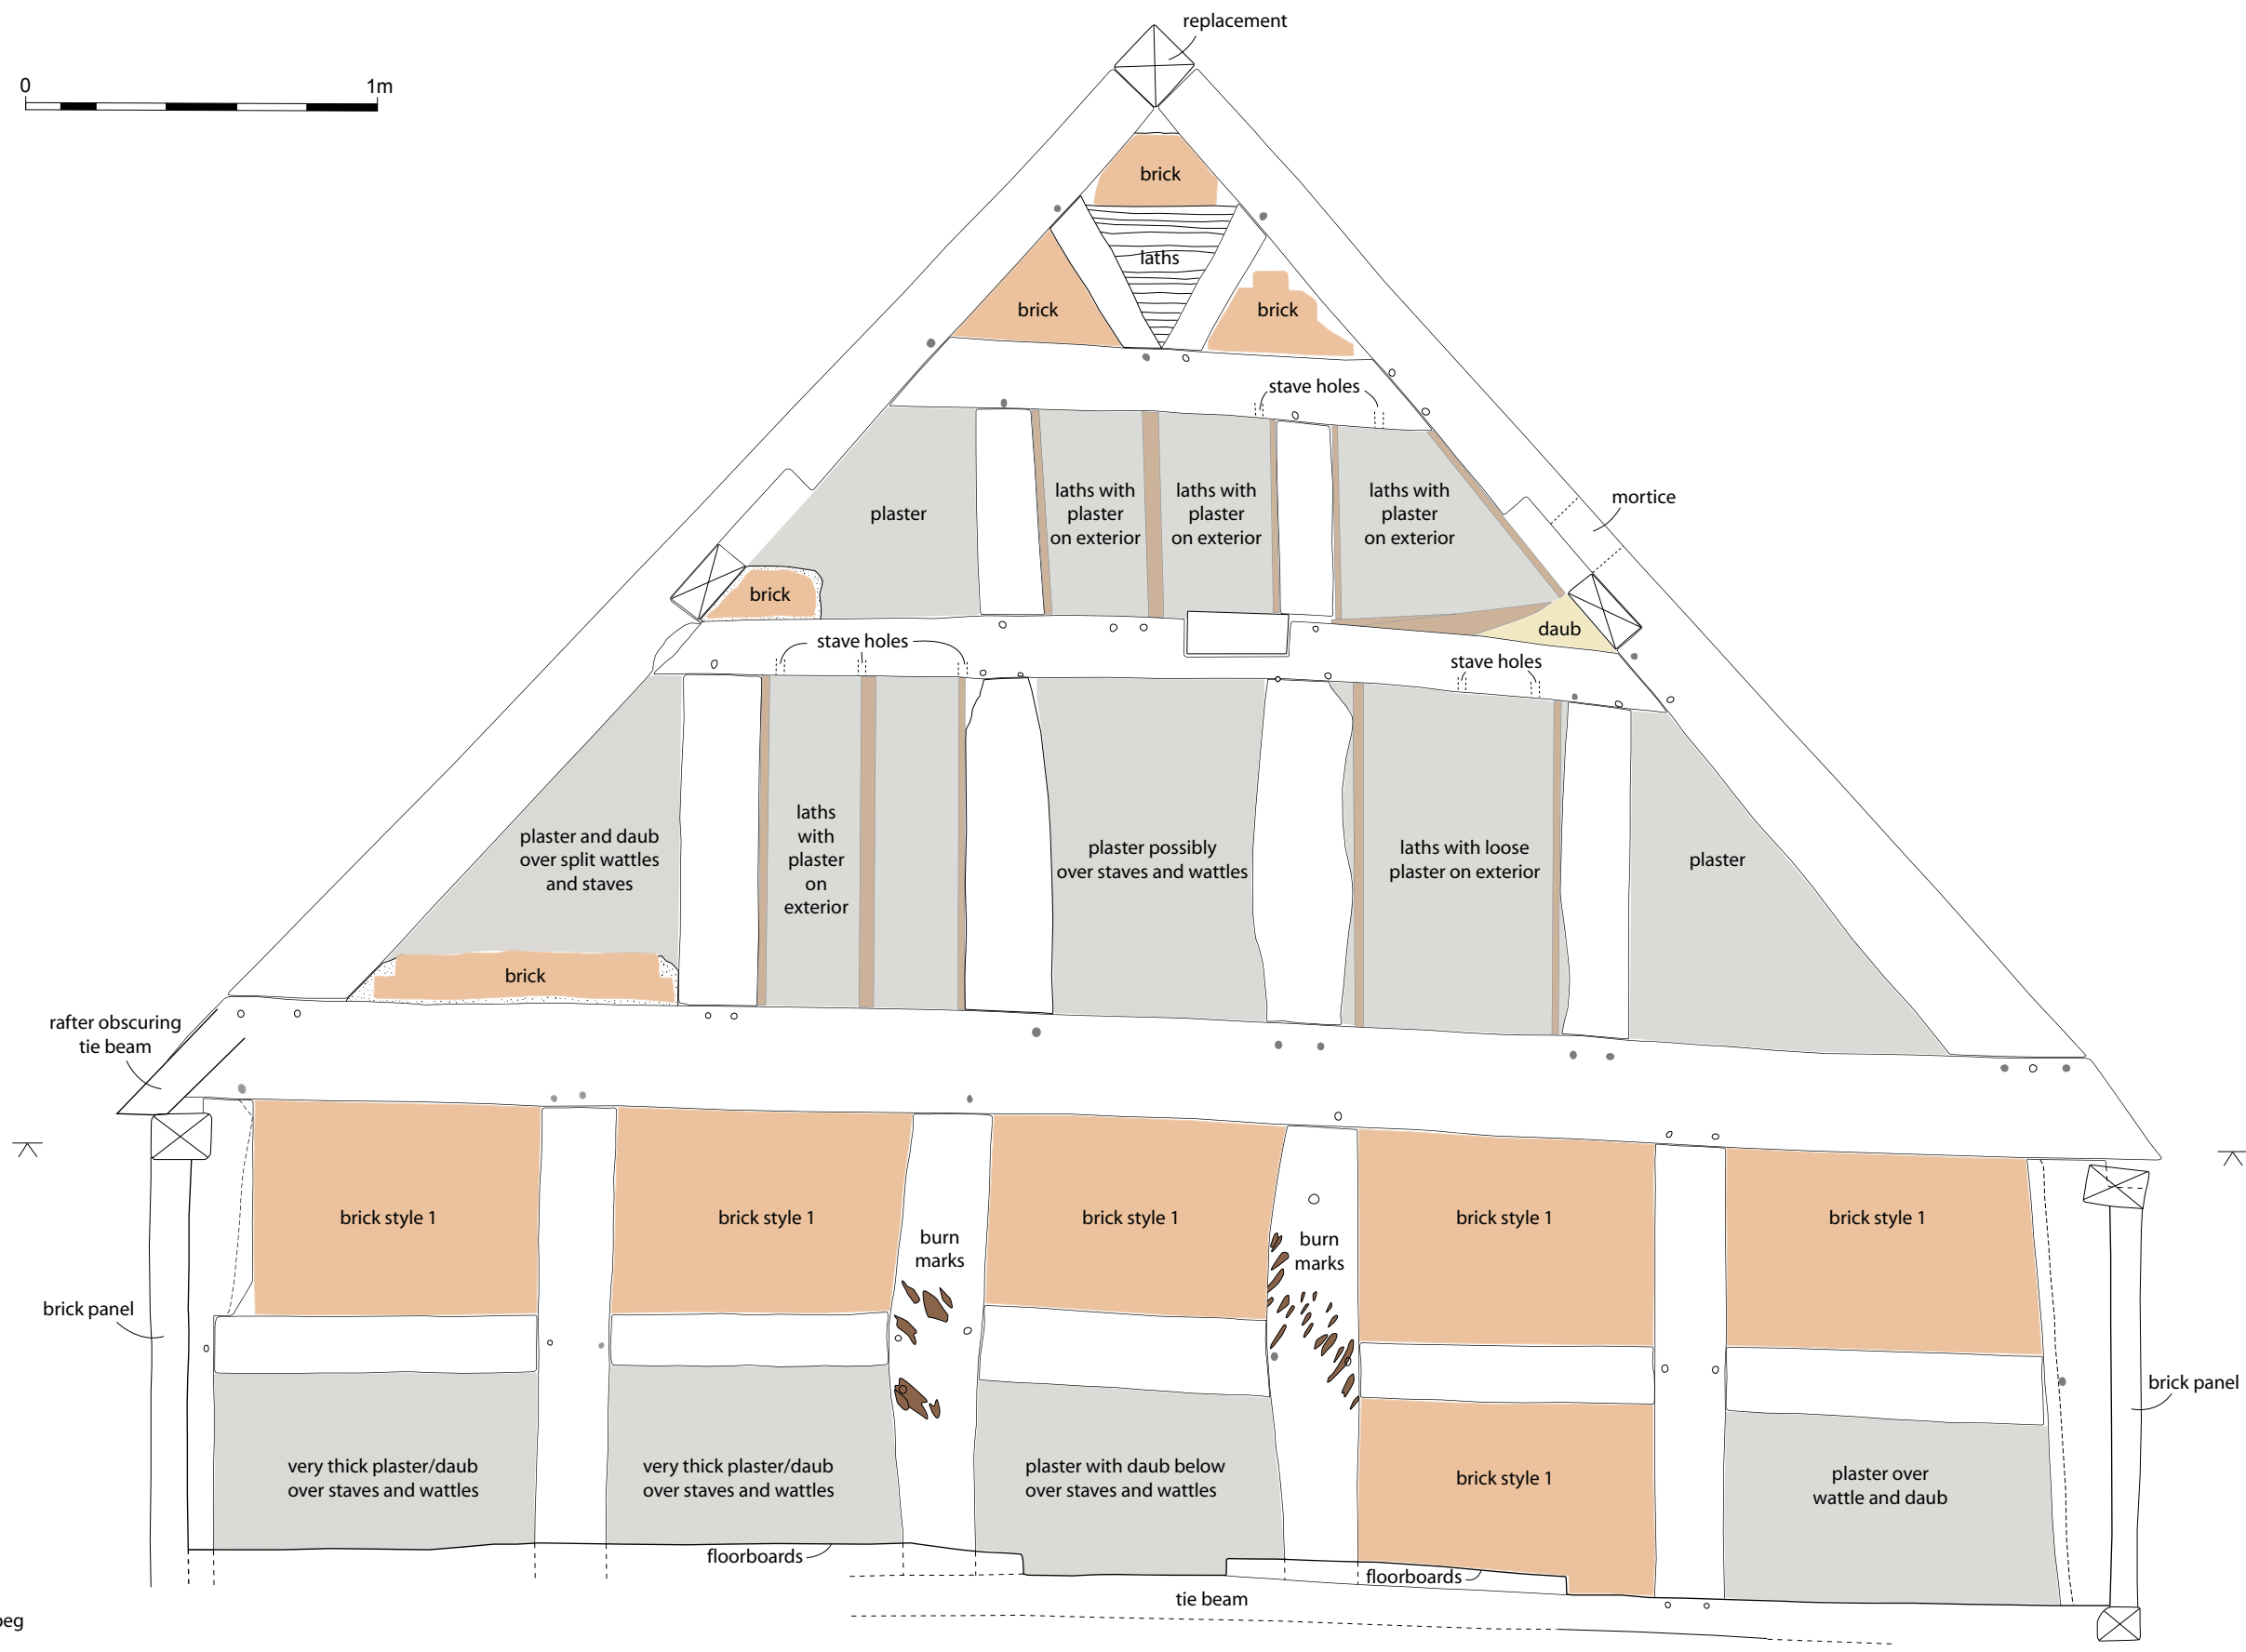 replacement
0
1m
brick
laths
brick
brick
stave holes
mortice
plaster
laths with
plaster
on exterior
laths with
plaster
on exterior
laths with
plaster
on exterior
brick
daub
stave holes
stave holes
plaster and daub
over split wattles
and staves
laths
with
plaster
on
exterior
plaster possibly
over staves and wattles
laths with loose
plaster on exterior
plaster
brick
rafter obscuring
tie beam
brick style 1
brick style 1
brick style 1
brick style 1
brick style 1
burn
marks
burn
marks
brick panel
brick panel
very thick plaster/daub
over staves and wattles
very thick plaster/daub
over staves and wattles
plaster with daub below
over staves and wattles
brick style 1
plaster over
wattle and daub
floorboards
floorboards
tie beam